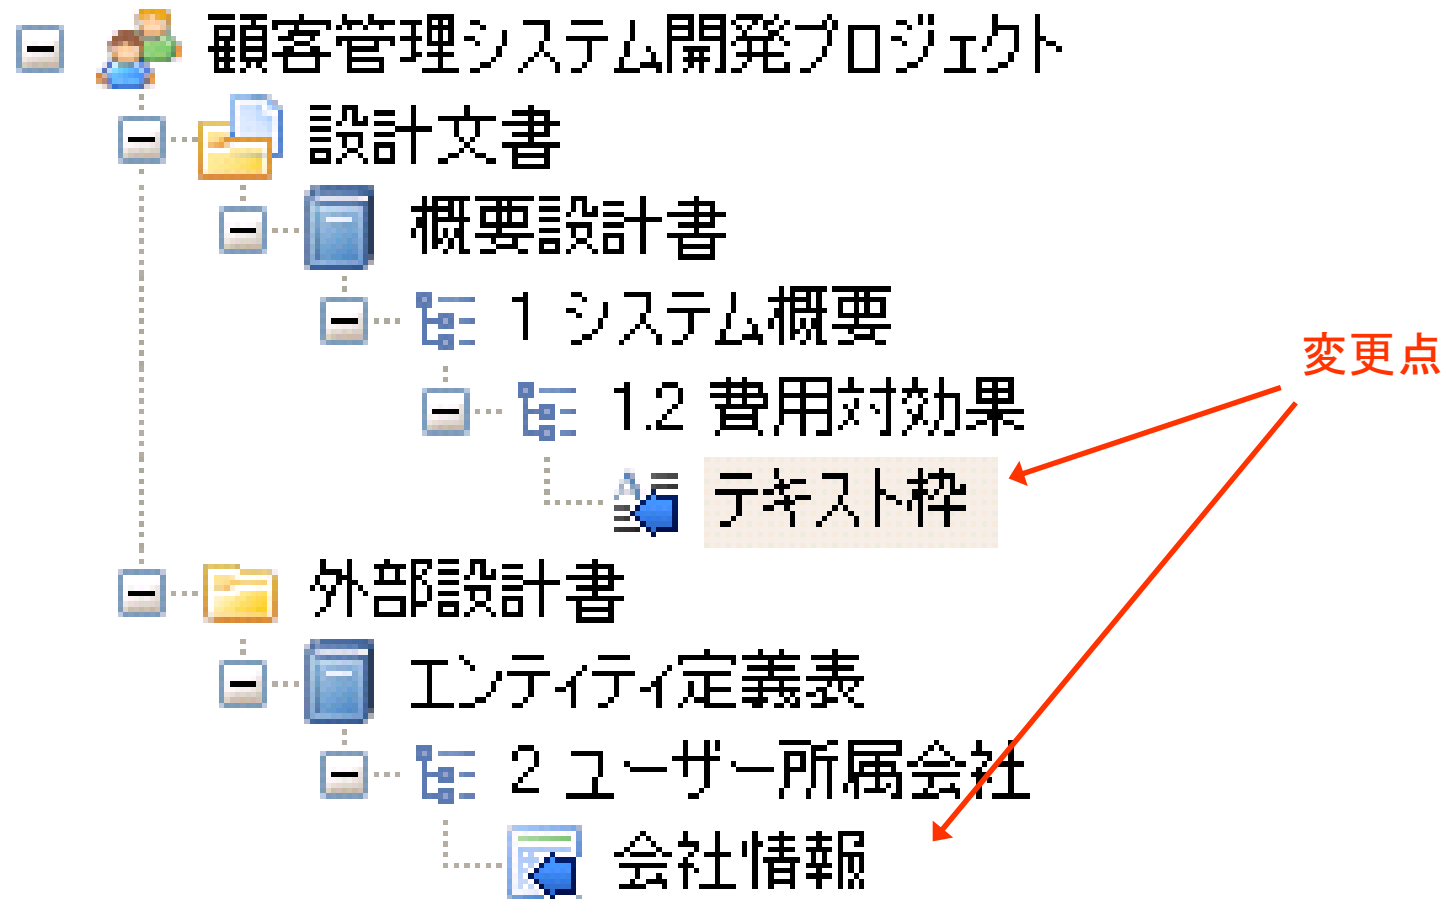 顧客管理システム開発プロジェクト
設計文書
概要設計書
1 システム概要
変更点
1.2 費用対効果
テキスト枠
外部設計書
エンティティ定義表
2 ユーザー所属会社
会社情報